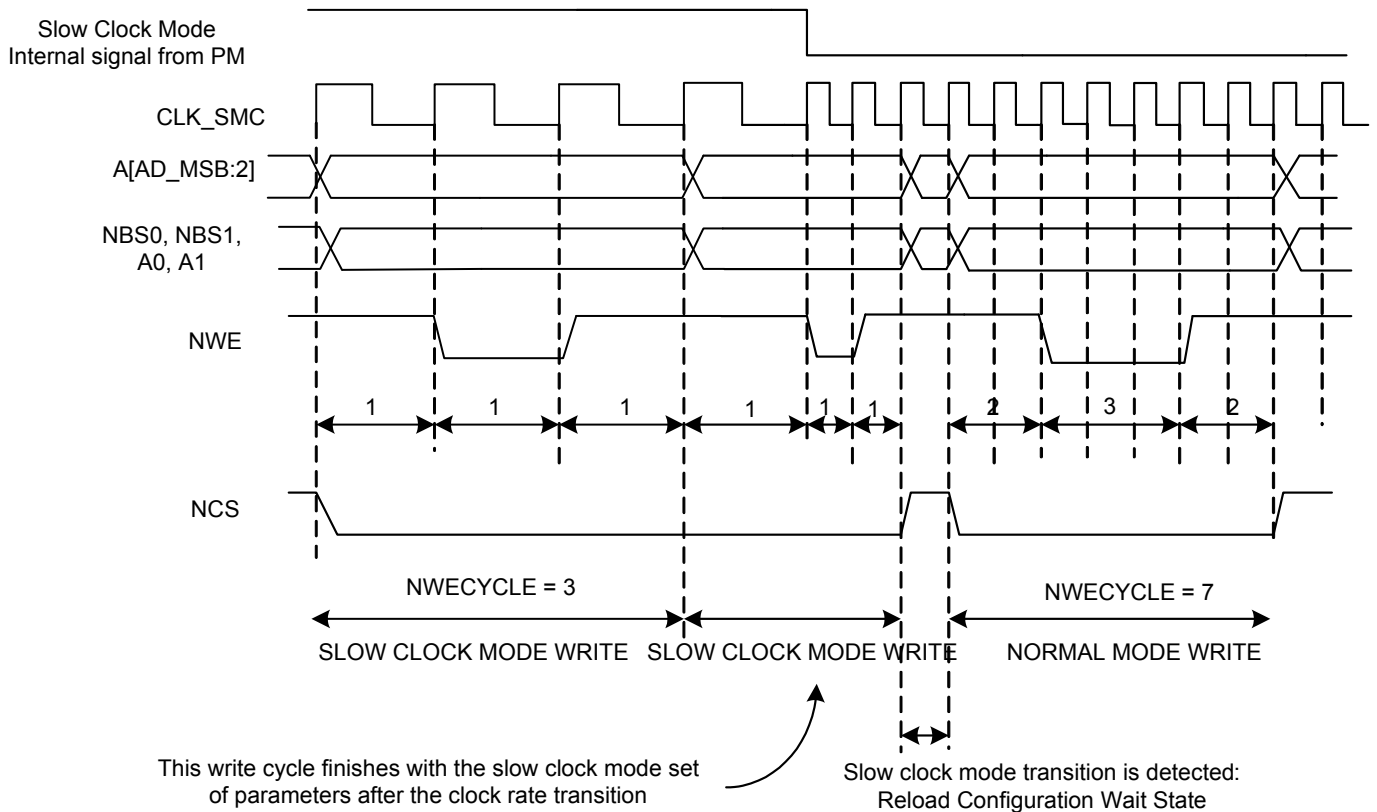 Slow Clock Mode
Internal signal from PM
CLK_SMC
A[AD_MSB:2]
NBS0, NBS1,
A0, A1
NWE
1 1 1 1 1 1 2 3 2
NCS
NWECYCLE = 3 NWECYCLE = 7
SLOW CLOCK MODE WRITE SLOW CLOCK MODE WRITE NORMAL MODE WRITE
This write cycle finishes with the slow clock mode set
of parameters after the clock rate transition
Slow clock mode transition is detected:
Reload Configuration Wait State